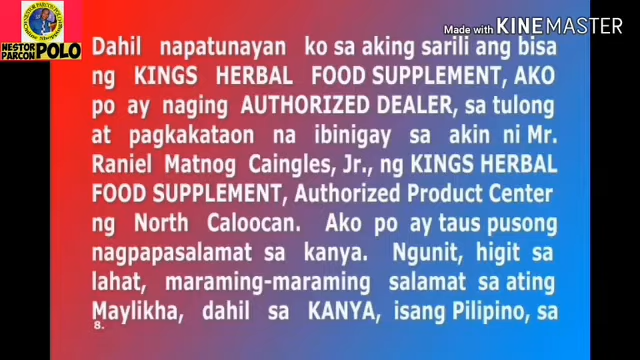 NESTOR PARCON POLO
Made with KINEMASTER
Dahil napatunayan ko sa aking sarili ang bisa
ng KINGS HERBAL FOOD SUPPLEMENT, AKO
po ay naging AUTHORIZED DEALER, sa tulong
at pagkakataon na ibinigay sa akin ni Mr.
Raniel Matnog Caingles, Jr., ng KINGS HERBAL
FOOD SUPPLEMENT, Authorized Product Center
ng North Caloocan. Ako po ay taus pusong
nagpapasalamat sa kanya. Ngunit, higit sa
lahat, maraming-maraming salamat sa ating
Maylikha, dahil sa KANYA, isang Pilipino, sa
8.